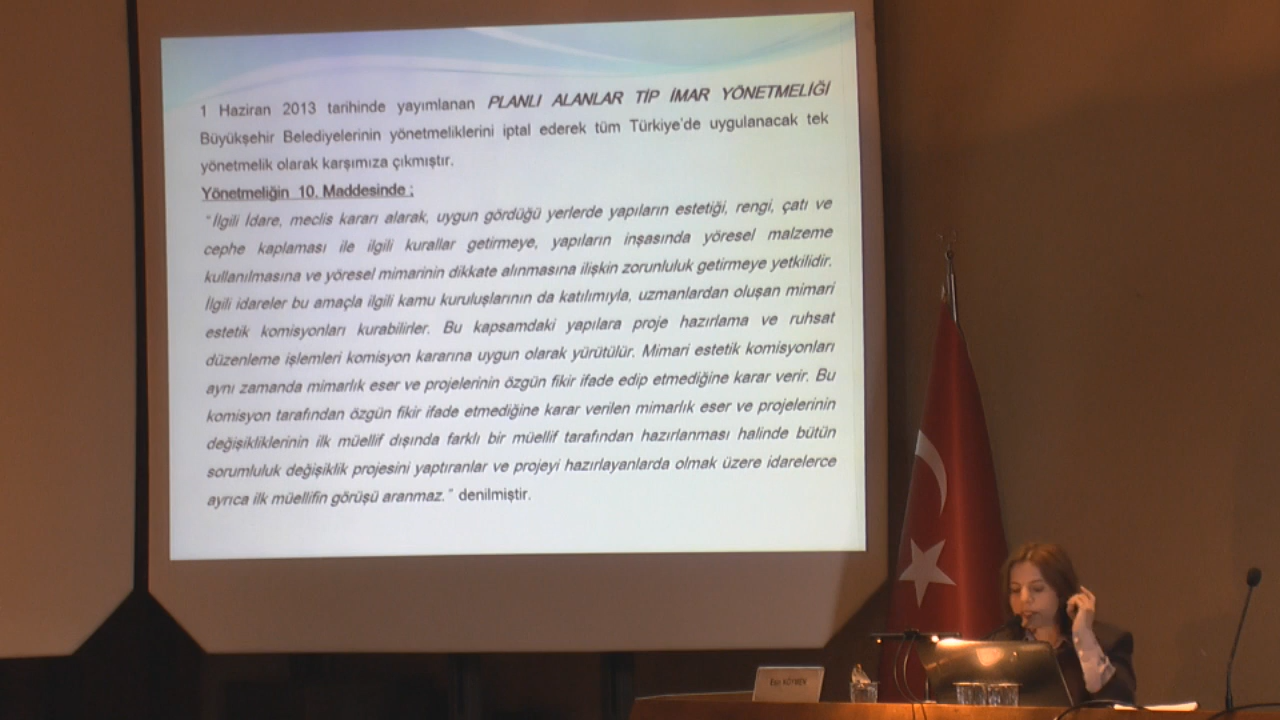 1 Haziran 2013 tarihinde yayımlanan PLANLI ALANLAR TİP İMAR YÖNETMELİĞİ
Büyükşehir Belediyelerinin yönetmeliklerini iptal ederek tüm Türkiye'de uygulanacak tek
yönetmelik olarak karşımıza çıkmıştır.
Yönetmeliğin 10. Maddesinde ;
"İlgili İdare, meclis kararı alarak, uygun gördüğü yerlerde yapıların estetiği, rengi, çatı ve
cephe kaplaması ile ilgili kurallar getirmeye, yapıların inşasında yöresel malzeme
kullanılmasına ve yöresel mimarinin dikkate alınmasına ilişkin zorunluluk getirmeye yetkilidir.
İlgili idareler bu amaçla ilgili kamu kuruluşlarının da katılımıyla, uzmanlardan oluşan mimari
estetik komisyonları kurabilirler. Bu kapsamdaki yapılara proje hazırlama ve ruhsat
düzenleme işlemleri komisyon kararına uygun olarak yürütülür. Mimari estetik komisyonları
aynı zamanda mimarlık eser ve projelerinin özgün fikir ifade edip etmediğine karar verir. Bu
komisyon tarafından özgün fikir ifade etmediğine karar verilen mimarlık eser ve projelerinin
değişikliklerinin ilk müellif dışında farklı bir müellif tarafından hazırlanması halinde bütün
sorumluluk değişiklik projesini yaptıranlar ve projeyi hazırlayanlarda olmak üzere idarelerce
ayrıca ilk müellifin görüşü aranmaz." denilmiştir.
Esin KÖYMEN